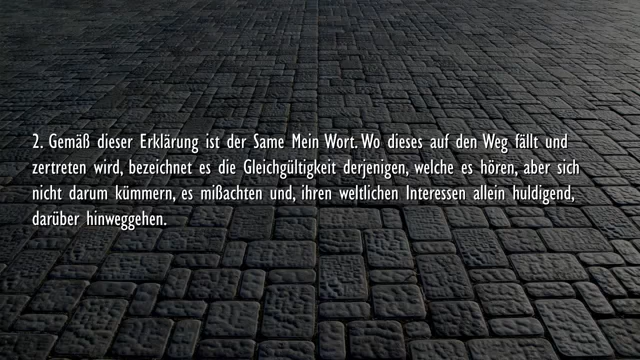 2. Gemäß dieser Erklärung ist der Same Mein Wort. Wo dieses auf den Weg fällt und
zertreten wird, bezeichnet es die Gleichgültigkeit derjenigen, welche es hören, aber sich
nicht darum kümmern, es mißachten und, ihren weltlichen Interessen allein huldigend,
darüber hinweggehen.